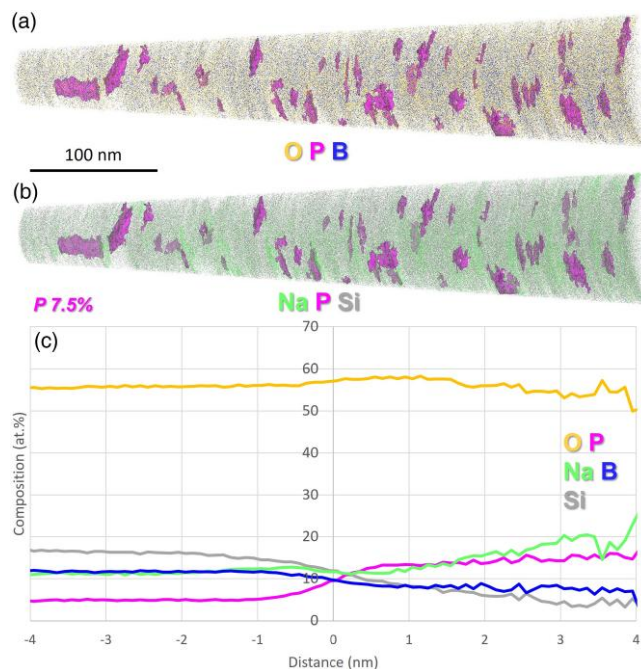 (a)
O P B
100 nm
(b)
P 7.5%
Na P Si
(c)
70
60
50
40
30
20
10
0
Composition (at.%)
O P
Na B
Si
-4
-3
-2
-1
0
1
2
3
4
Distance (nm)